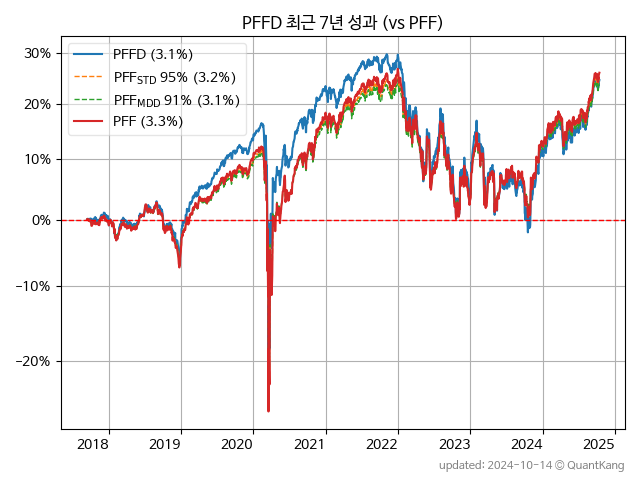 PFFD 최근 7년 성과 (vs PFF)
PFFD (3.1%)
PFF_STD 95% (3.2%)
PFF_MDD 91% (3.1%)
PFF (3.3%)
30%
20%
10%
0%
−10%
−20%
2018 2019 2020 2021 2022 2023 2024 2025
updated: 2024-10-14 © QuantKang